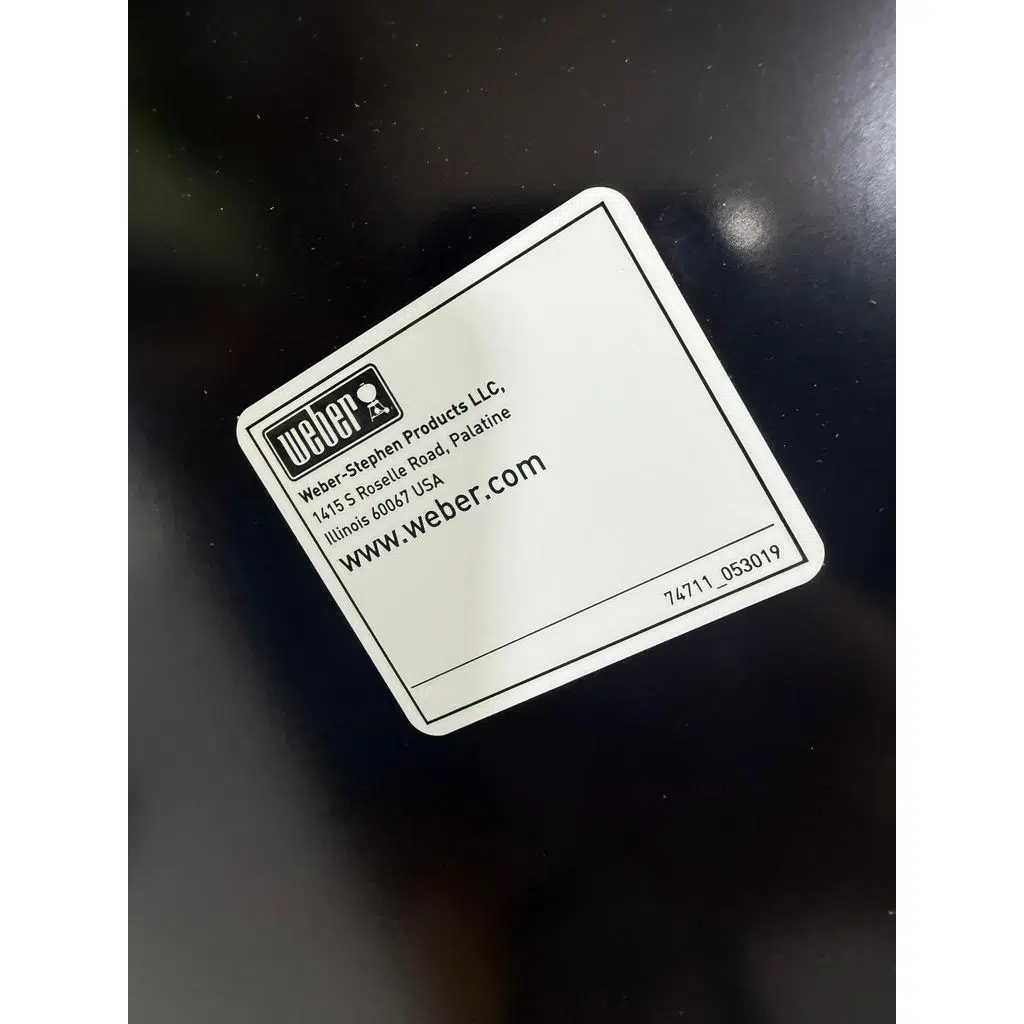 weber
Weber-Stephen Products LLC,
1415 S Roselle Road, Palatine
Illinois 60067 USA
www.weber.com
74711_053019